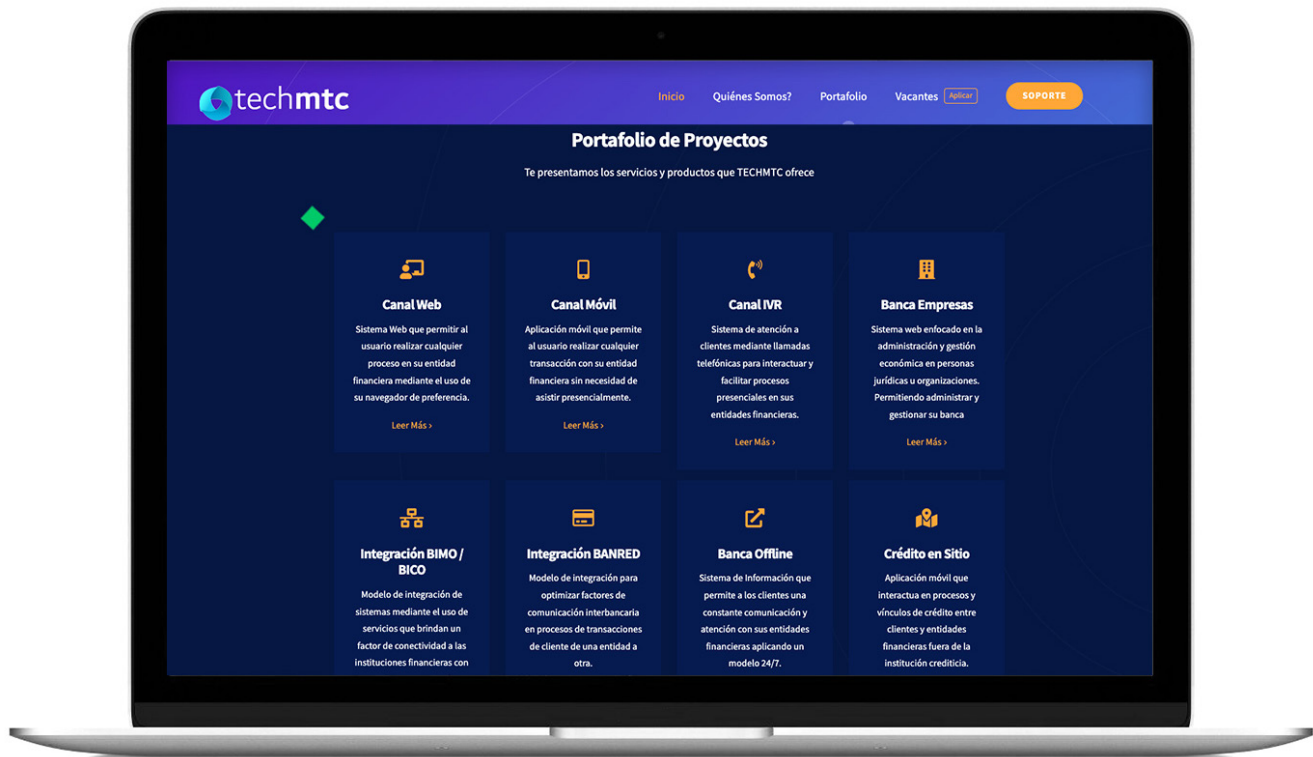 techmtc
Inicio
Quiénes Somos?
Portafolio
Vacantes
Aplicar
SOPORTE
Portafolio de Proyectos
Te presentamos los servicios y productos que TECHMTC ofrece
Canal Web
Sistema Web que permitir al
usuario realizar cualquier
proceso en su entidad
financiera mediante el uso de
su navegador de preferencia.
Leer Más ›
Canal Móvil
Aplicación móvil que permite
al usuario realizar cualquier
transacción con su entidad
financiera sin necesidad de
asistir presencialmente.
Leer Más ›
Canal IVR
Sistema de atención a
clientes mediante llamadas
telefónicas para interactuar y
facilitar procesos
presenciales en sus
entidades financieras.
Leer Más ›
Banca Empresas
Sistema web enfocado en la
administración y gestión
económica en personas
jurídicas u organizaciones.
Permitiendo administrar y
gestionar su banca
Leer Más ›
Integración BIMO /
BICO
Modelo de integración de
sistemas mediante el uso de
servicios que brindan un
factor de conectividad a las
instituciones financieras con
Integración BANRED
Modelo de integración para
optimizar factores de
comunicación interbancaria
en procesos de transacciones
de cliente de una entidad a
otra.
Banca Offline
Sistema de Información que
permite a los clientes una
constante comunicación y
atención con sus entidades
financieras aplicando un
modelo 24/7.
Crédito en Sitio
Aplicación móvil que
interactua en procesos y
vínculos de crédito entre
clientes y entidades
financieras fuera de la
institución crediticia.